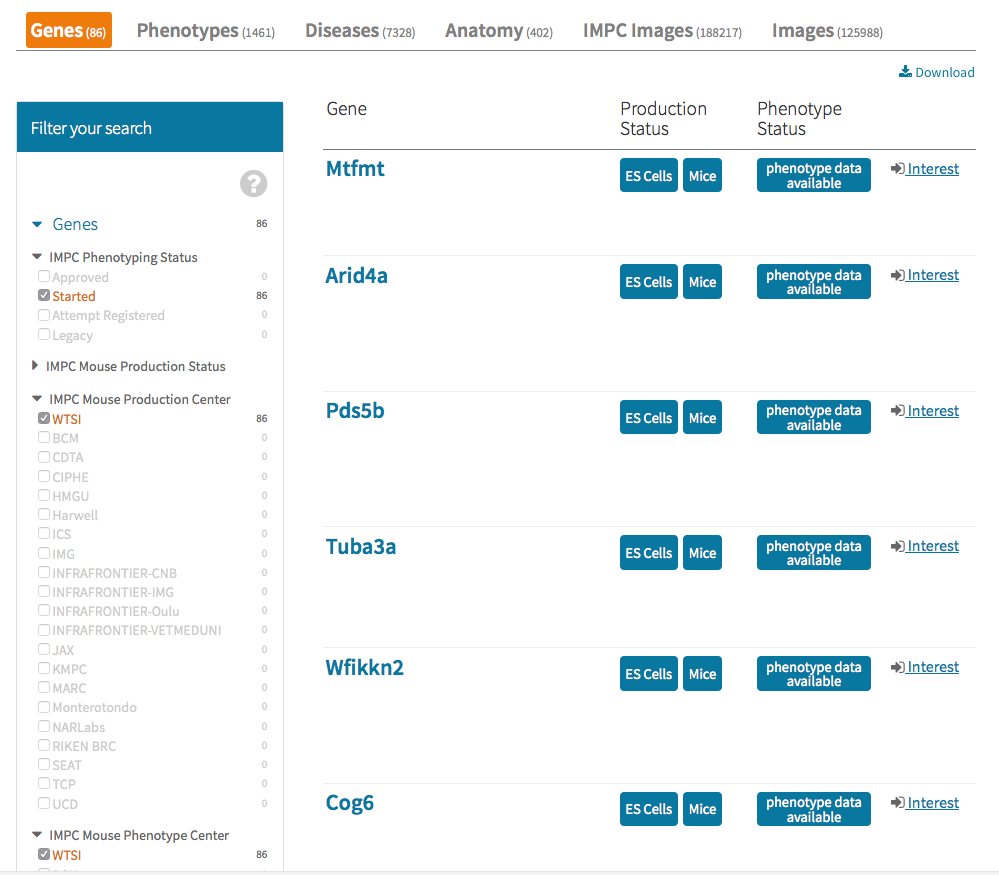 Genes (86) Phenotypes (1461) Diseases (7328) Anatomy (402) IMPC Images (188217) Images (125988)
Download
Filter your search
?
Genes 86
IMPC Phenotyping Status
Approved 0
Started 86
Attempt Registered 0
Legacy 0
IMPC Mouse Production Status
IMPC Mouse Production Center
WTSI 86
BCM 0
CDTA 0
CIPHE 0
HMGU 0
Harwell 0
ICS 0
IMG 0
INFRAFRONTIER-CNB 0
INFRAFRONTIER-IMG 0
INFRAFRONTIER-Oulu 0
INFRAFRONTIER-VETMEDUNI 0
JAX 0
KMPC 0
MARC 0
Monterotondo 0
NARLabs 0
RIKEN BRC 0
SEAT 0
TCP 0
UCD 0
IMPC Mouse Phenotype Center
WTSI 86
Gene Production Phenotype
Status Status
Mtfmt ES Cells Mice phenotype data Interest
available
Arid4a ES Cells Mice phenotype data Interest
available
Pds5b ES Cells Mice phenotype data Interest
available
Tuba3a ES Cells Mice phenotype data Interest
available
Wfikkn2 ES Cells Mice phenotype data Interest
available
Cog6 ES Cells Mice phenotype data Interest
available